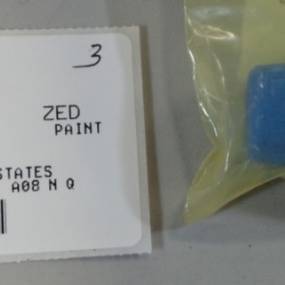 3
ZED
PAINT
STATES
A08 N Q